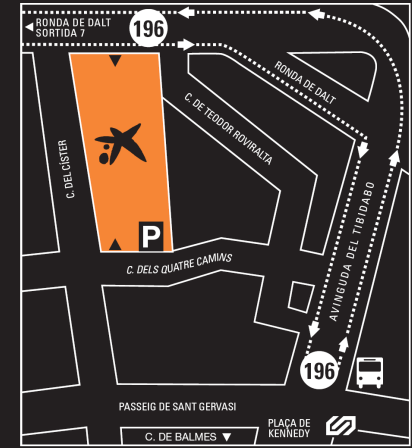 RONDA DE DALT
SORTIDA 7
196
RONDA DE DALT
C. DE TEODOR ROVIRALTA
C. DEL CÍSTER
P
C. DELS QUATRE CAMINS
AVINGUDA DEL TIBIDABO
196
PASSEIG DE SANT GERVASI
PLAÇA DE
KENNEDY
C. DE BALMES